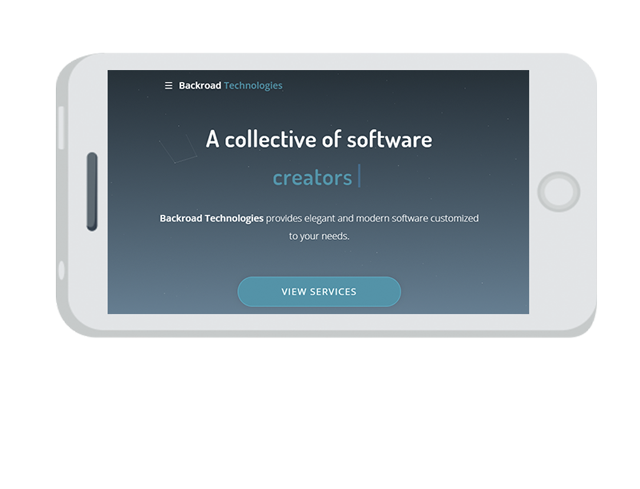 ☰ Backroad Technologies
A collective of software
creators
Backroad Technologies provides elegant and modern software customized
to your needs.
VIEW SERVICES